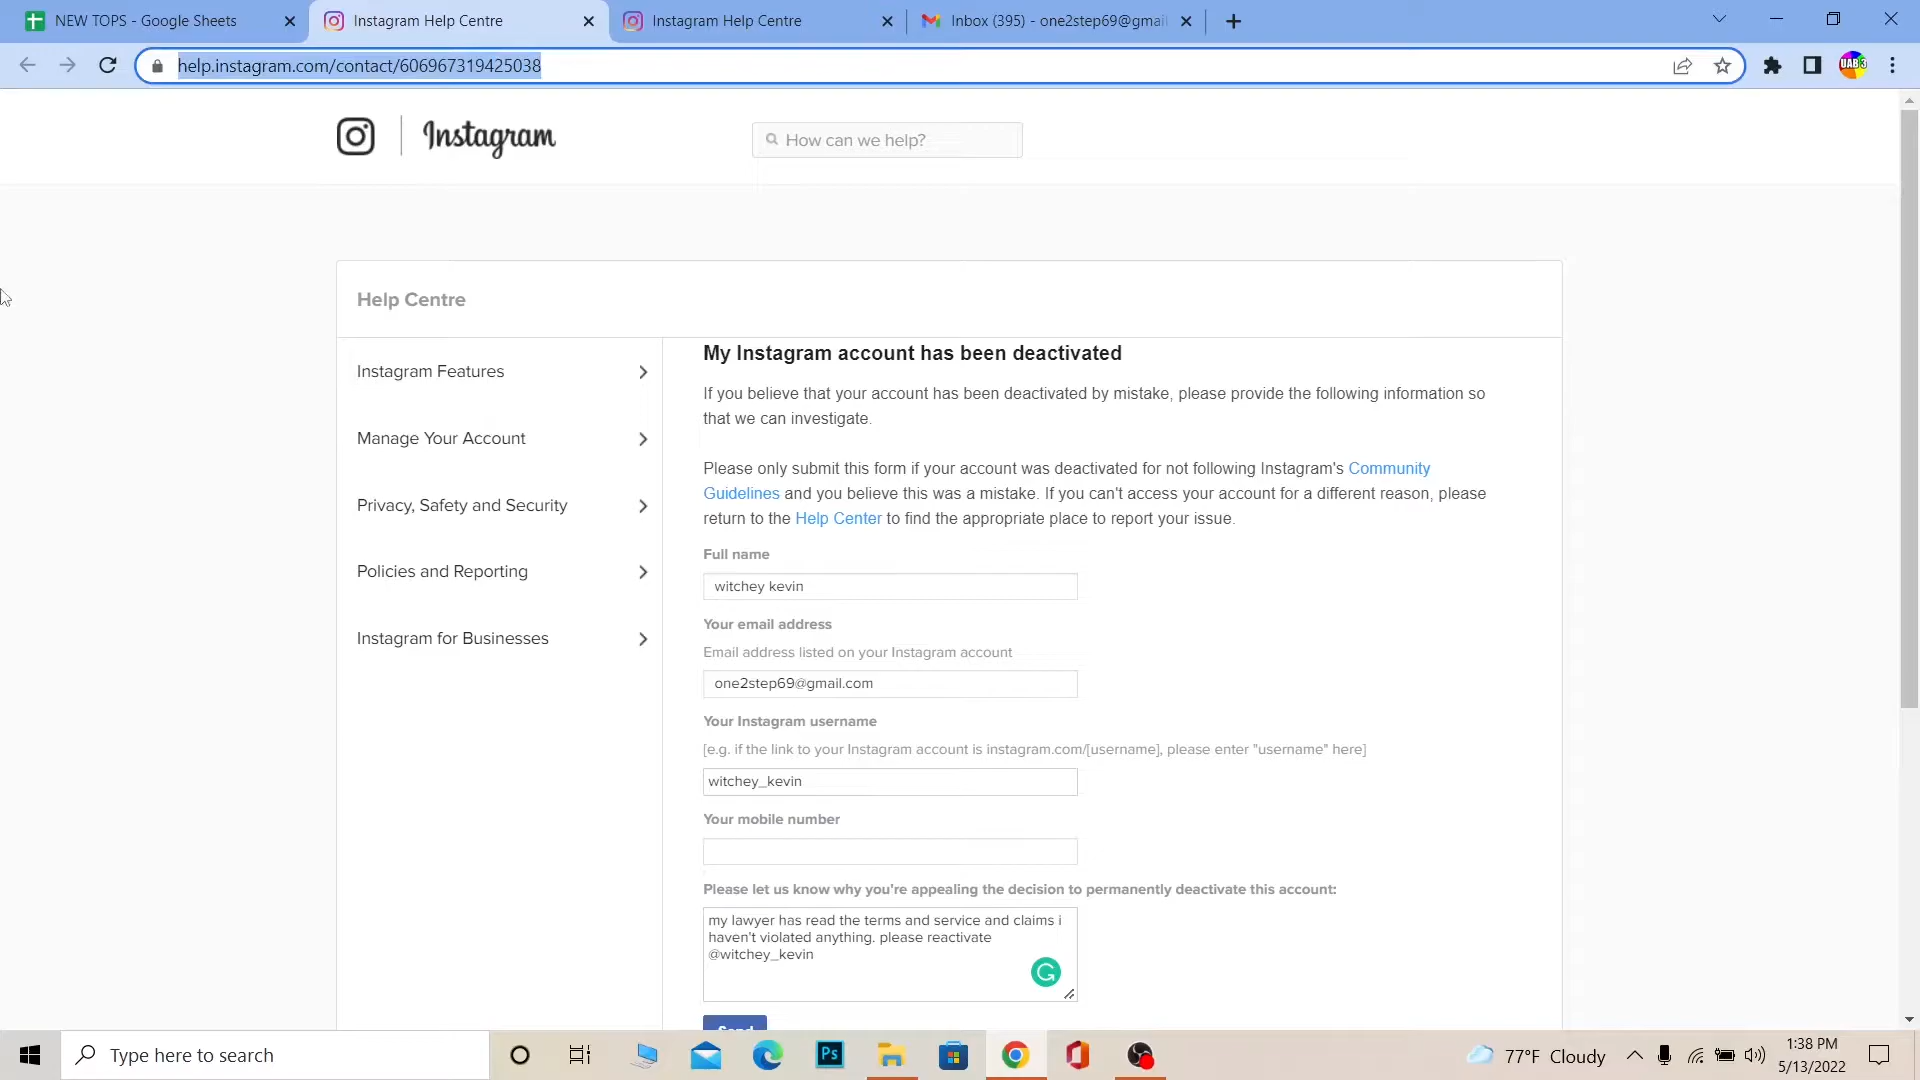 NEW TOPS - Google Sheets
Instagram Help Centre
Instagram Help Centre
Inbox (395) - one2step69@gmai
help.instagram.com/contact/606967319425038
UAB 3
Instagram
How can we help?
Help Centre
Instagram Features
Manage Your Account
Privacy, Safety and Security
Policies and Reporting
Instagram for Businesses
My Instagram account has been deactivated
If you believe that your account has been deactivated by mistake, please provide the following information so
that we can investigate.
Please only submit this form if your account was deactivated for not following Instagram's Community
Guidelines and you believe this was a mistake. If you can't access your account for a different reason, please
return to the Help Center to find the appropriate place to report your issue.
Full name
witchey kevin
Your email address
Email address listed on your Instagram account
one2step69@gmail.com
Your Instagram username
[e.g. if the link to your Instagram account is instagram.com/[username], please enter "username" here]
witchey_kevin
Your mobile number
Please let us know why you're appealing the decision to permanently deactivate this account:
my lawyer has read the terms and service and claims i
haven't violated anything. please reactivate
@witchey_kevin
Send
Type here to search
Ps
77°F Cloudy
1:38 PM
5/13/2022